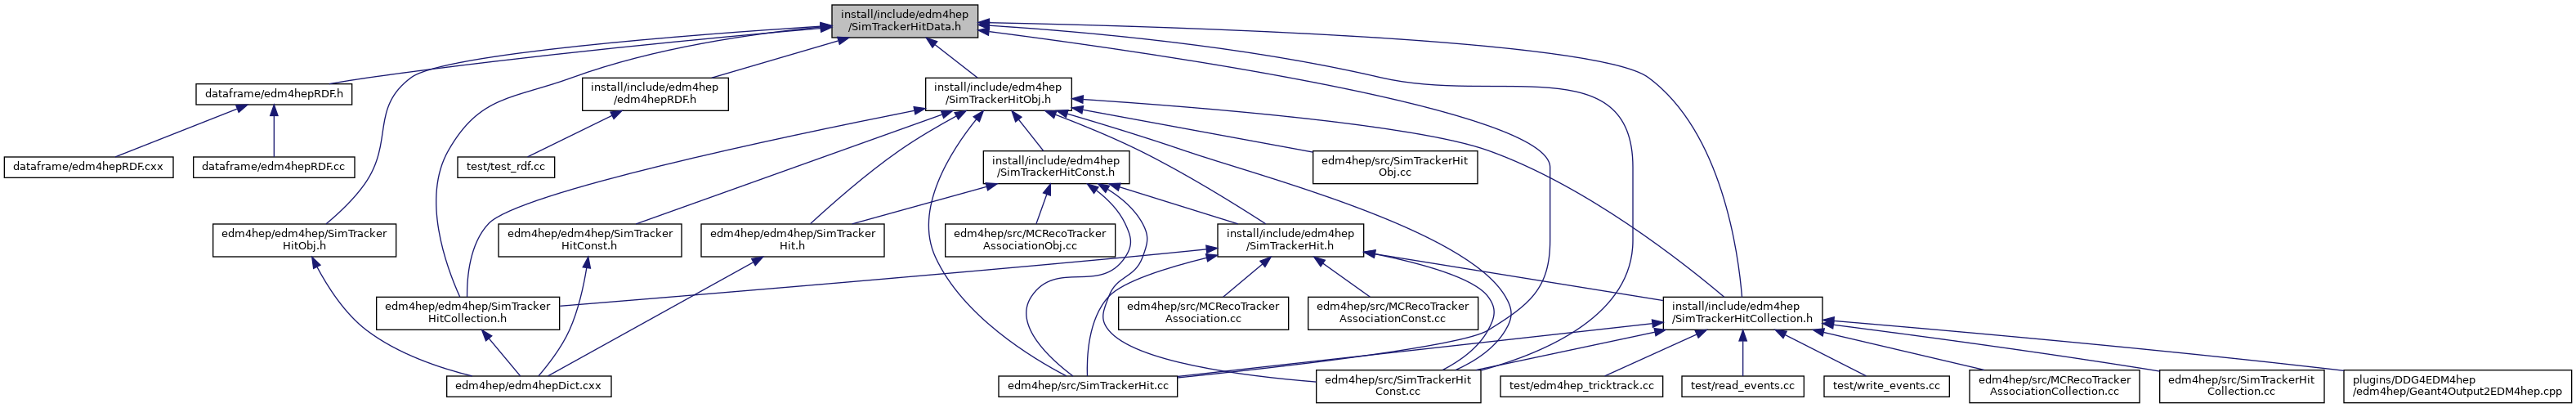 install/include/edm4hep
/SimTrackerHitData.h
dataframe/edm4hepRDF.h
install/include/edm4hep
/edm4hepRDF.h
install/include/edm4hep
/SimTrackerHitObj.h
dataframe/edm4hepRDF.cxx
dataframe/edm4hepRDF.cc
test/test_rdf.cc
install/include/edm4hep
/SimTrackerHitConst.h
edm4hep/src/SimTrackerHit
Obj.cc
edm4hep/edm4hep/SimTracker
HitObj.h
edm4hep/edm4hep/SimTracker
HitConst.h
edm4hep/edm4hep/SimTracker
Hit.h
edm4hep/src/MCRecoTracker
AssociationObj.cc
install/include/edm4hep
/SimTrackerHit.h
edm4hep/edm4hep/SimTracker
HitCollection.h
edm4hep/src/MCRecoTracker
Association.cc
edm4hep/src/MCRecoTracker
AssociationConst.cc
install/include/edm4hep
/SimTrackerHitCollection.h
edm4hep/edm4hepDict.cxx
edm4hep/src/SimTrackerHit.cc
edm4hep/src/SimTrackerHit
Const.cc
test/edm4hep_tricktrack.cc
test/read_events.cc
test/write_events.cc
edm4hep/src/MCRecoTracker
AssociationCollection.cc
edm4hep/src/SimTrackerHit
Collection.cc
plugins/DDG4EDM4hep
/edm4hep/Geant4Output2EDM4hep.cpp